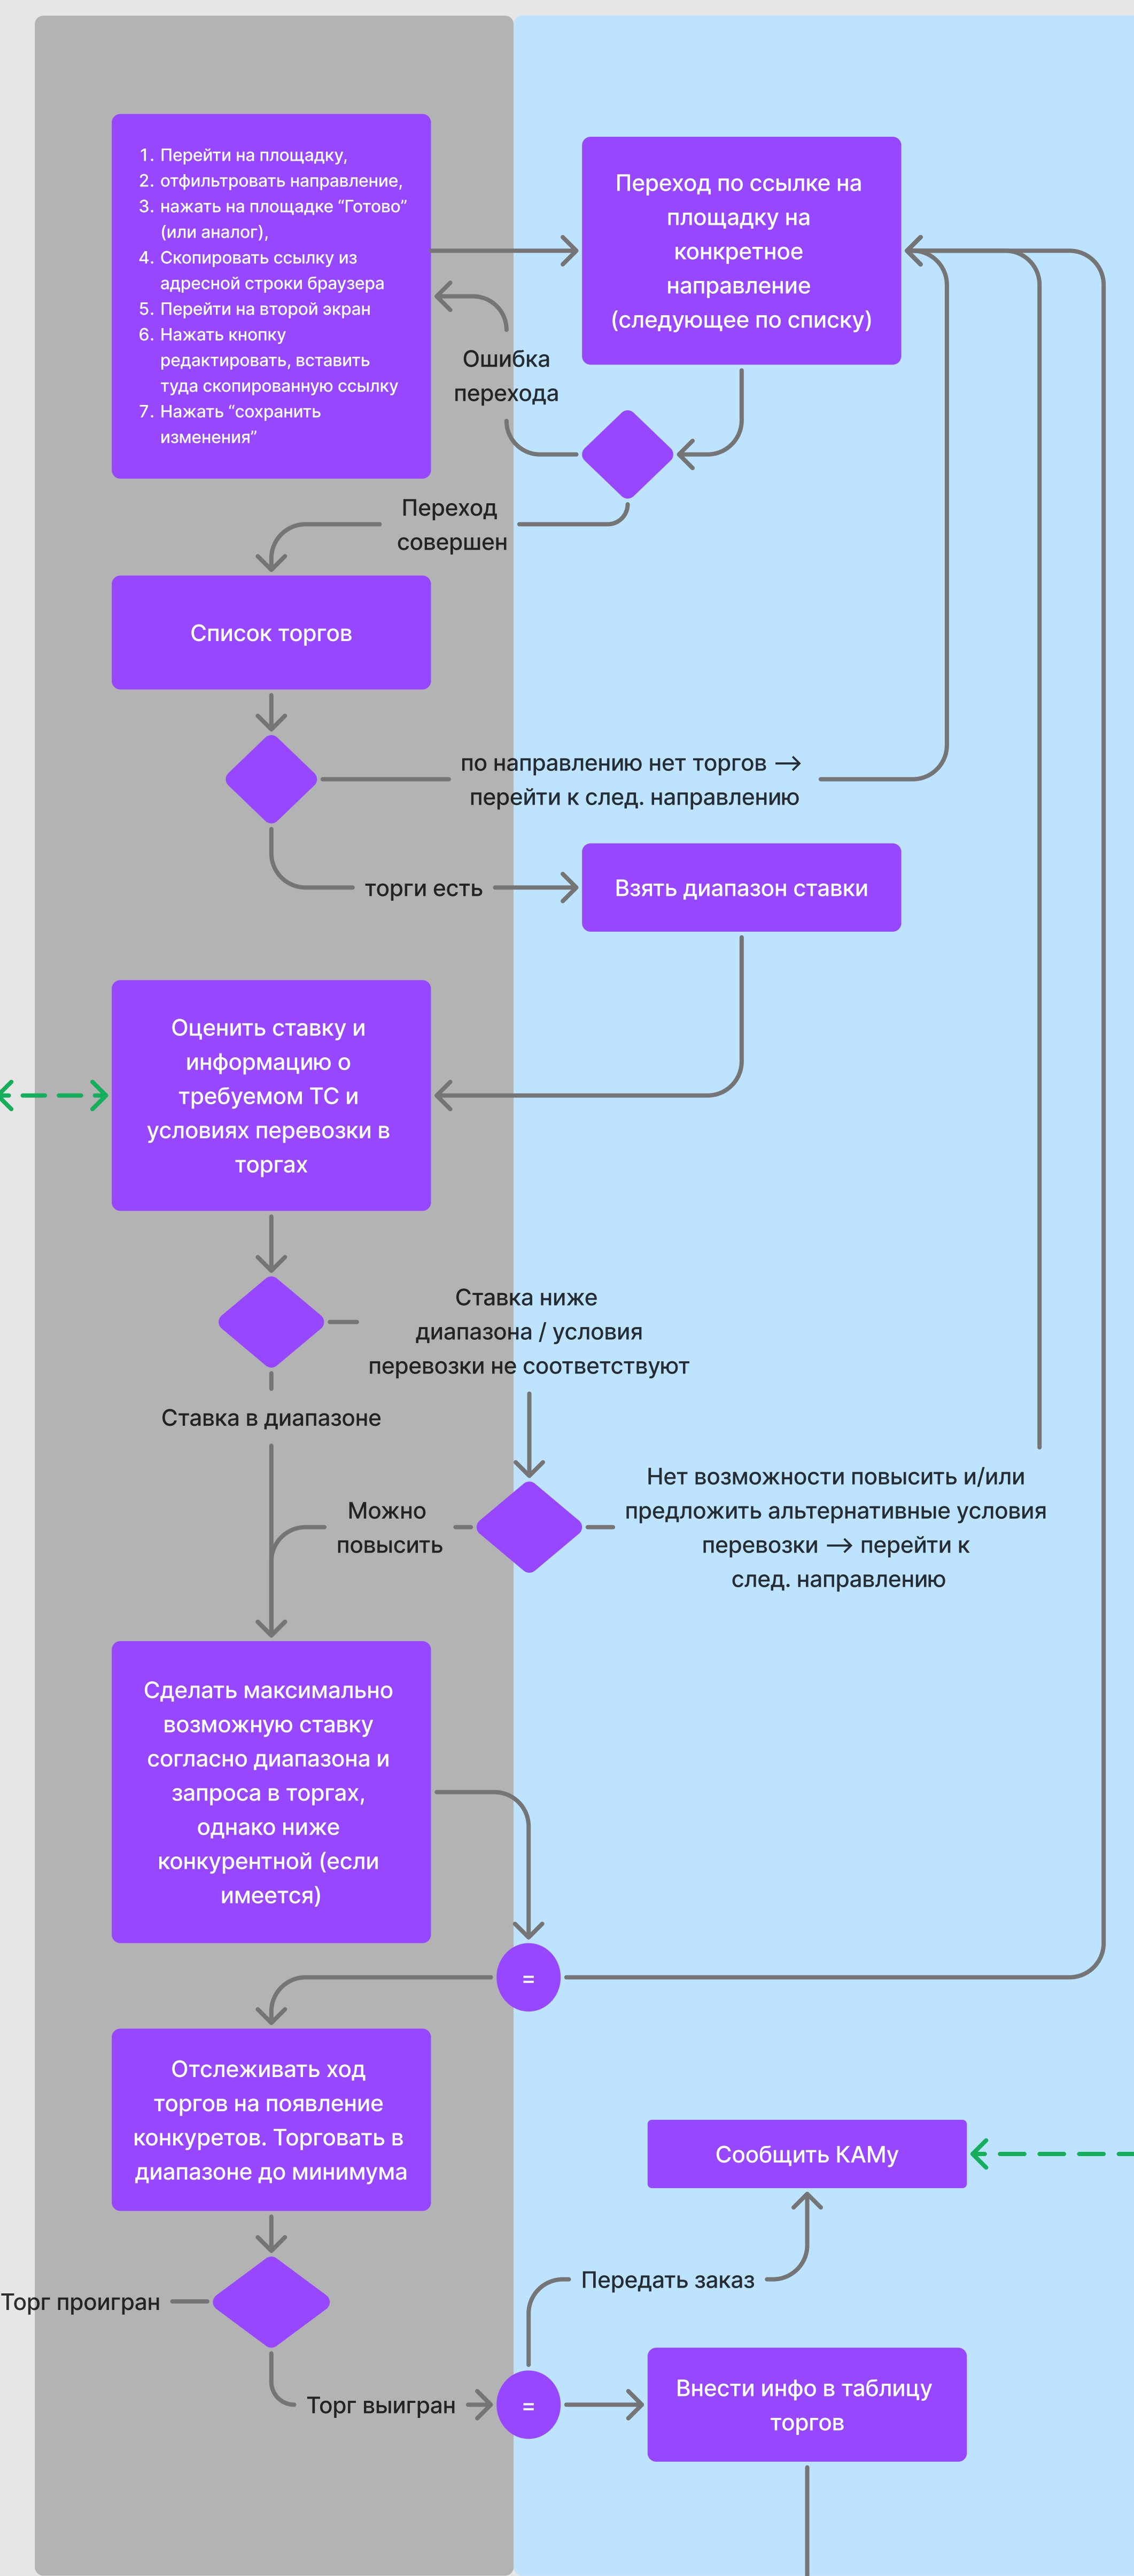 1. Перейти на площадку,
2. отфильтровать направление,
3. нажать на площадке “Готово”
(или аналог),
4. Скопировать ссылку из
адресной строки браузера
5. Перейти на второй экран
6. Нажать кнопку
редактировать, вставить
туда скопированную ссылку
7. Нажать “сохранить
изменения”
Переход по ссылке на
площадку на
конкретное
направление
(следующее по списку)
Ошибка
перехода
Переход
совершен
Список торгов
по направлению нет торгов →
перейти к след. направлению
торги есть
Взять диапазон ставки
Оценить ставку и
информацию о
требуемом ТС и
условиях перевозки в
торгах
Ставка ниже
диапазона / условия
перевозки не соответствуют
Ставка в диапазоне
Можно
повысить
Нет возможности повысить и/или
предложить альтернативные условия
перевозки → перейти к
след. направлению
Сделать максимально
возможную ставку
согласно диапазона и
запроса в торгах,
однако ниже
конкурентной (если
имеется)
=
Отслеживать ход
торгов на появление
конкуретов. Торговать в
диапазоне до минимума
Сообщить КАМу
Передать заказ
Торг проигран
Торг выигран
=
Внести инфо в таблицу
торгов